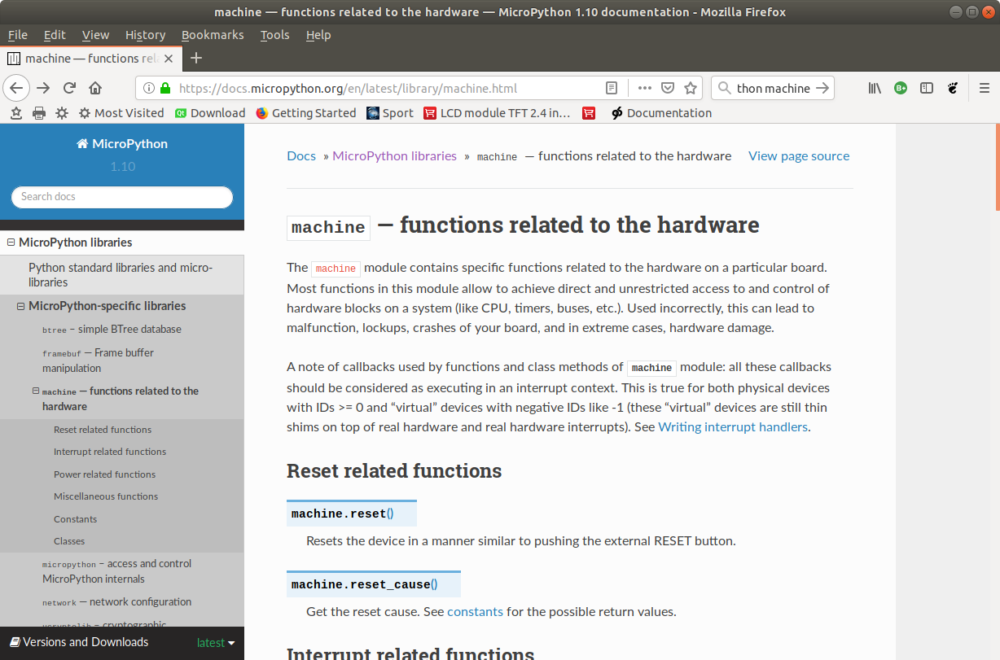 machine — functions related to the hardware — MicroPython 1.10 documentation - Mozilla Firefox
File Edit View History Bookmarks Tools Help
machine — functions rela
https://docs.micropython.org/en/latest/library/machine.html
thon machine
Most Visited
Qt Download
Getting Started
Sport
LCD module TFT 2.4 in…
Documentation
MicroPython
1.10
Search docs
MicroPython libraries
Python standard libraries and micro-
libraries
MicroPython-specific libraries
btree – simple BTree database
framebuf — Frame buffer
manipulation
machine — functions related to the
hardware
Reset related functions
Interrupt related functions
Power related functions
Miscellaneous functions
Constants
Classes
micropython – access and control
MicroPython internals
network — network configuration
ucryptolib – cryptographic
Versions and Downloads
latest
Docs » MicroPython libraries » machine — functions related to the hardware
View page source
machine — functions related to the hardware
The machine module contains specific functions related to the hardware on a particular board.
Most functions in this module allow to achieve direct and unrestricted access to and control of
hardware blocks on a system (like CPU, timers, buses, etc.). Used incorrectly, this can lead to
malfunction, lockups, crashes of your board, and in extreme cases, hardware damage.
A note of callbacks used by functions and class methods of machine module: all these callbacks
should be considered as executing in an interrupt context. This is true for both physical devices
with IDs >= 0 and “virtual” devices with negative IDs like -1 (these “virtual” devices are still thin
shims on top of real hardware and real hardware interrupts). See Writing interrupt handlers.
Reset related functions
machine.reset()
Resets the device in a manner similar to pushing the external RESET button.
machine.reset_cause()
Get the reset cause. See constants for the possible return values.
Interrupt related functions